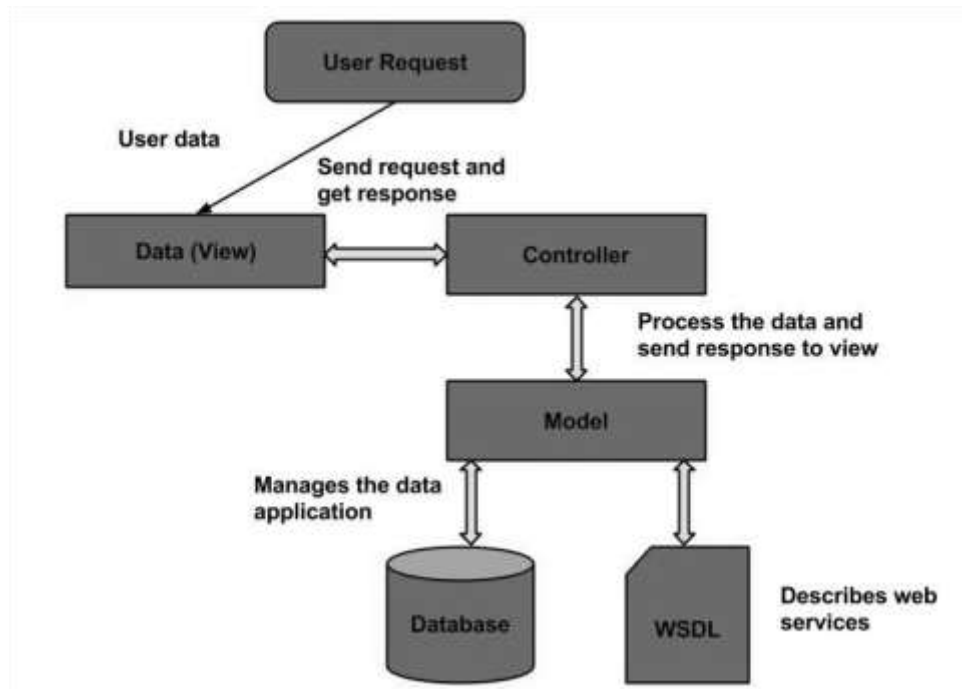 User Request
User data
Send request and
get response
Data (View)
Controller
Process the data and
send response to view
Model
Manages the data
application
Database
WSDL
Describes web
services